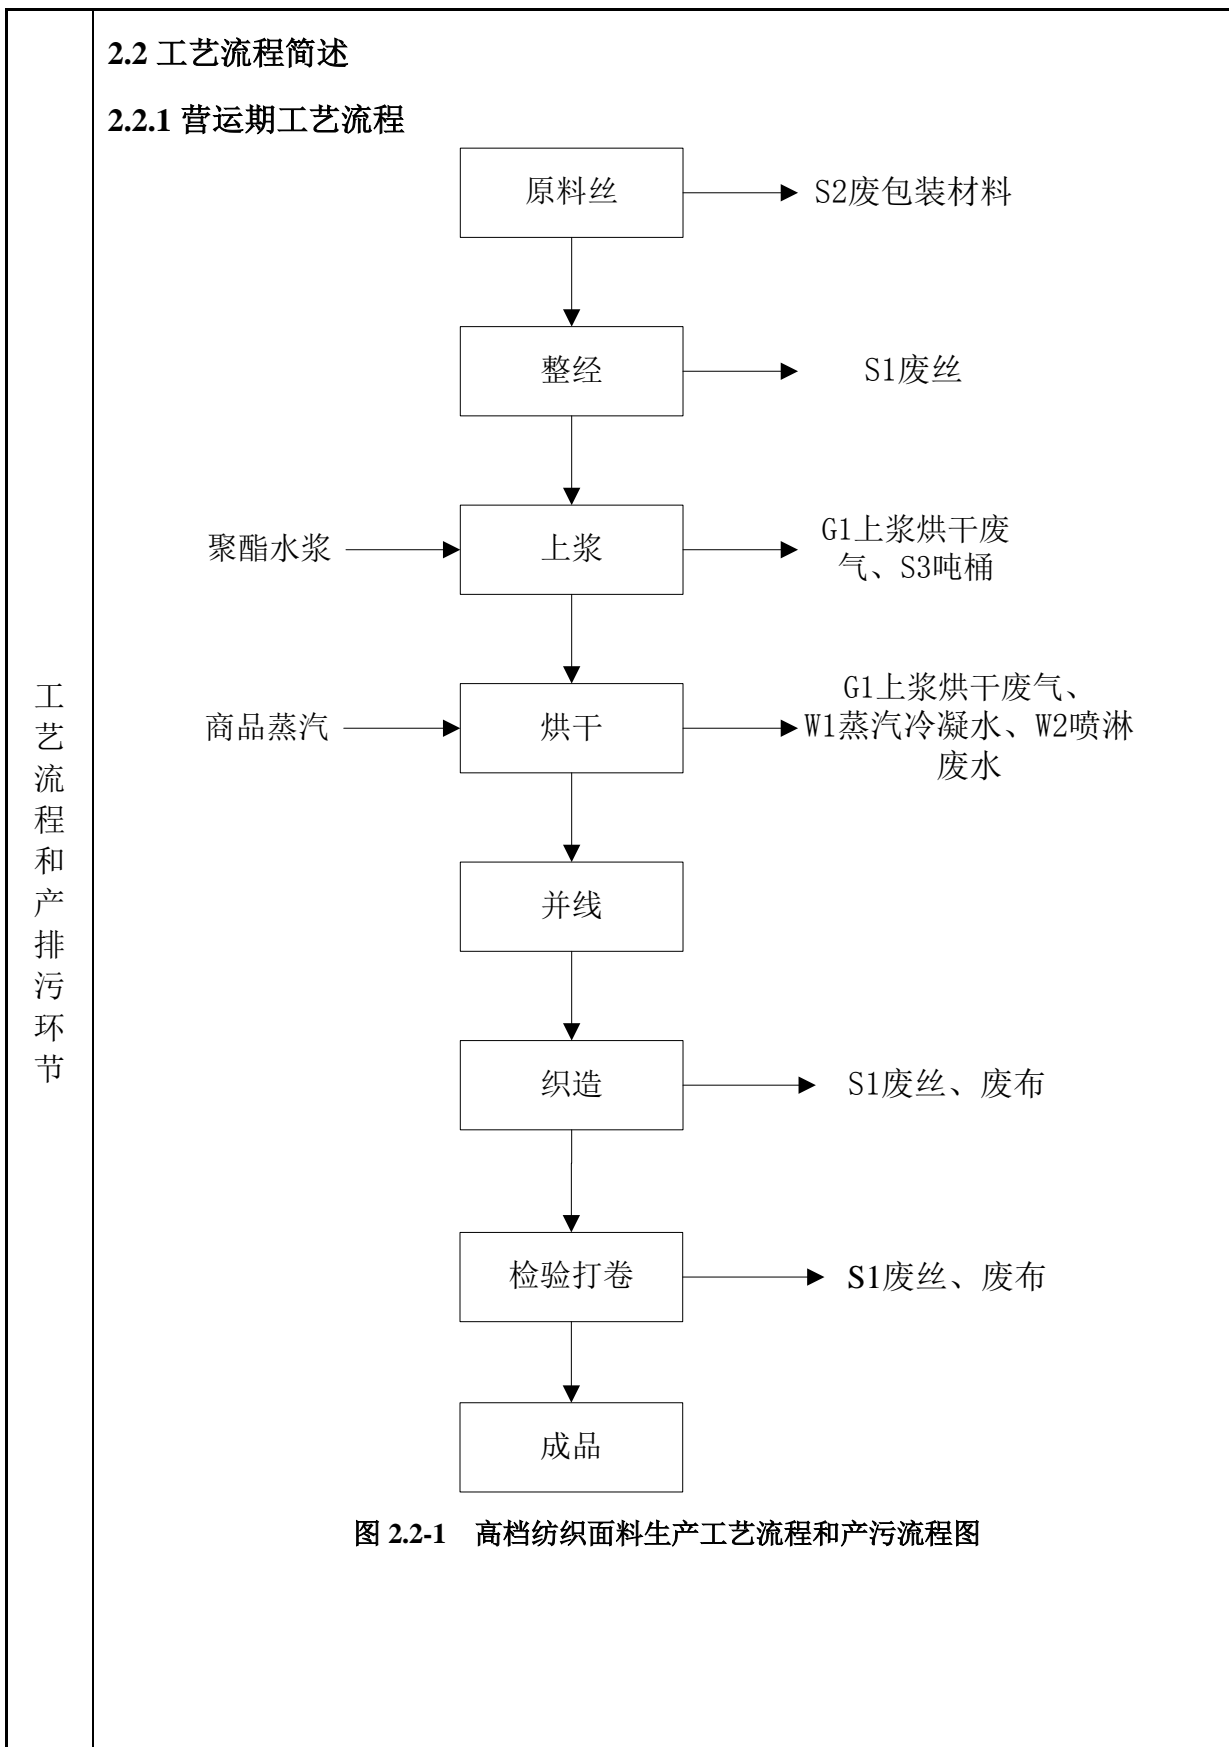 2.2 工艺流程简述
2.2.1 营运期工艺流程
原料丝
S2废包装材料
整经
S1废丝
聚酯水浆
上浆
G1上浆烘干废
气、S3吨桶
商品蒸汽
烘干
G1上浆烘干废气、
W1蒸汽冷凝水、W2喷淋
废水
并线
织造
S1废丝、废布
检验打卷
S1废丝、废布
成品
图 2.2-1 高档纺织面料生产工艺流程和产污流程图
工
艺
流
程
和
产
排
污
环
节